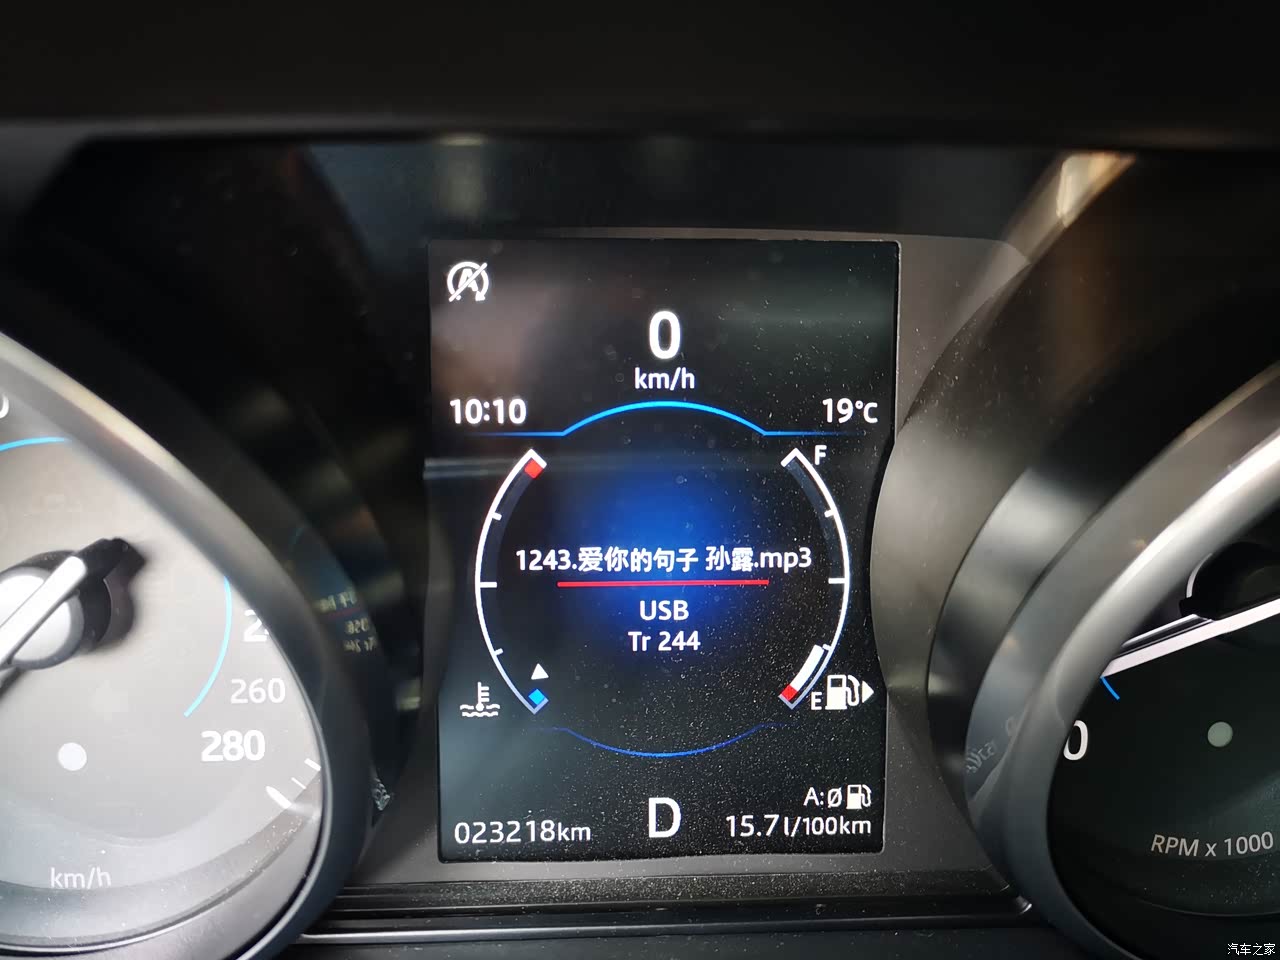 0
km/h
10:10
19°C
F
1243.爱你的句子 孙露.mp3
USB
Tr 244
E
260
280
km/h
A:Ø
023218km
D
15.7l/100km
0
RPM x 1000
汽车之家